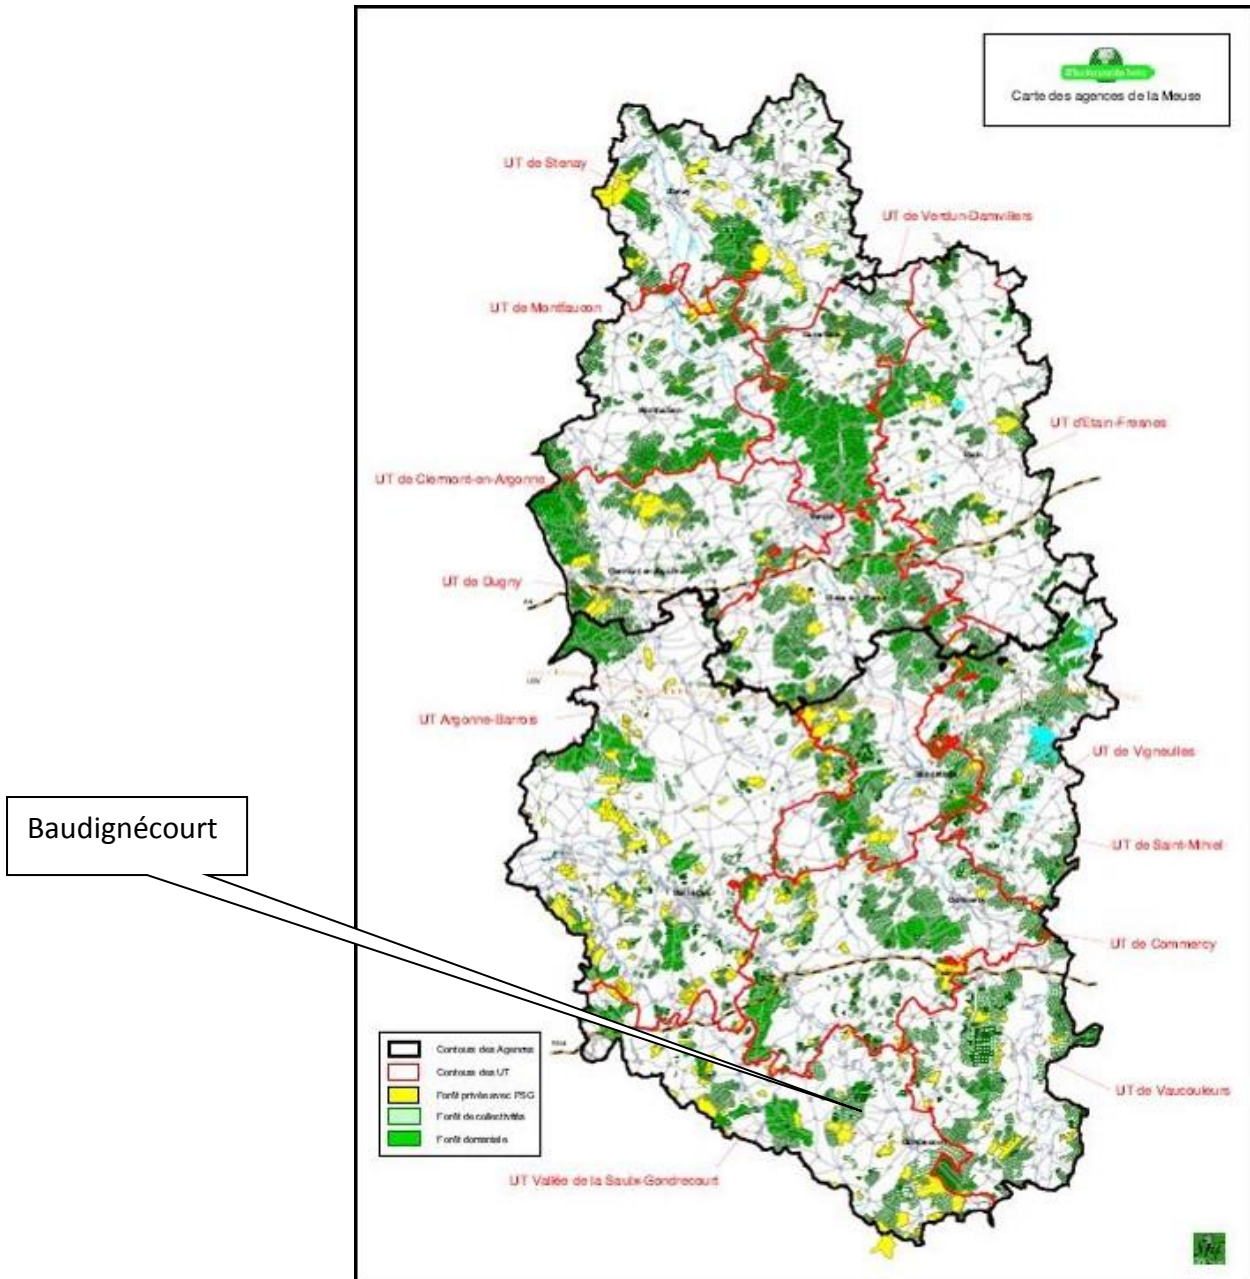 Carte des agences de la Meuse
UT de Stenay
UT de Verdun-Damvillers
UT de Montfaucon
UT d'Etain-Fresnes
UT de Clermont-en-Argonne
UT de Dugny
UT Argonne-Barrois
UT de Vigneulles
Baudignécourt
UT de Saint-Mihiel
UT de Commercy
Contours des Agences
Contours des UT
Forêt privée avec PSG
Forêt de collectivités
Forêt domaniale
UT de Vaucouleurs
UT Vallée de la Saulx-Gondrecourt